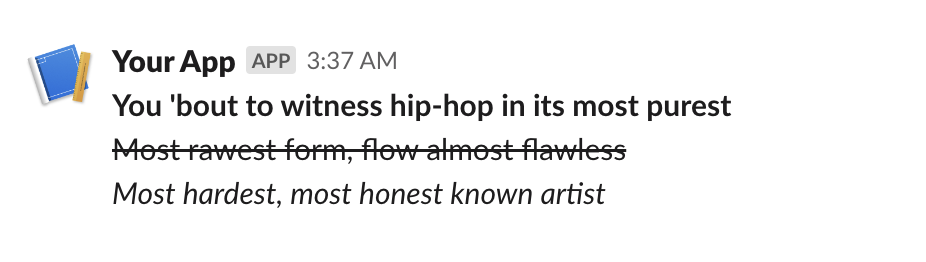 Your App APP 3:37 AM
You 'bout to witness hip-hop in its most purest
Most rawest form, flow almost flawless
Most hardest, most honest known artist